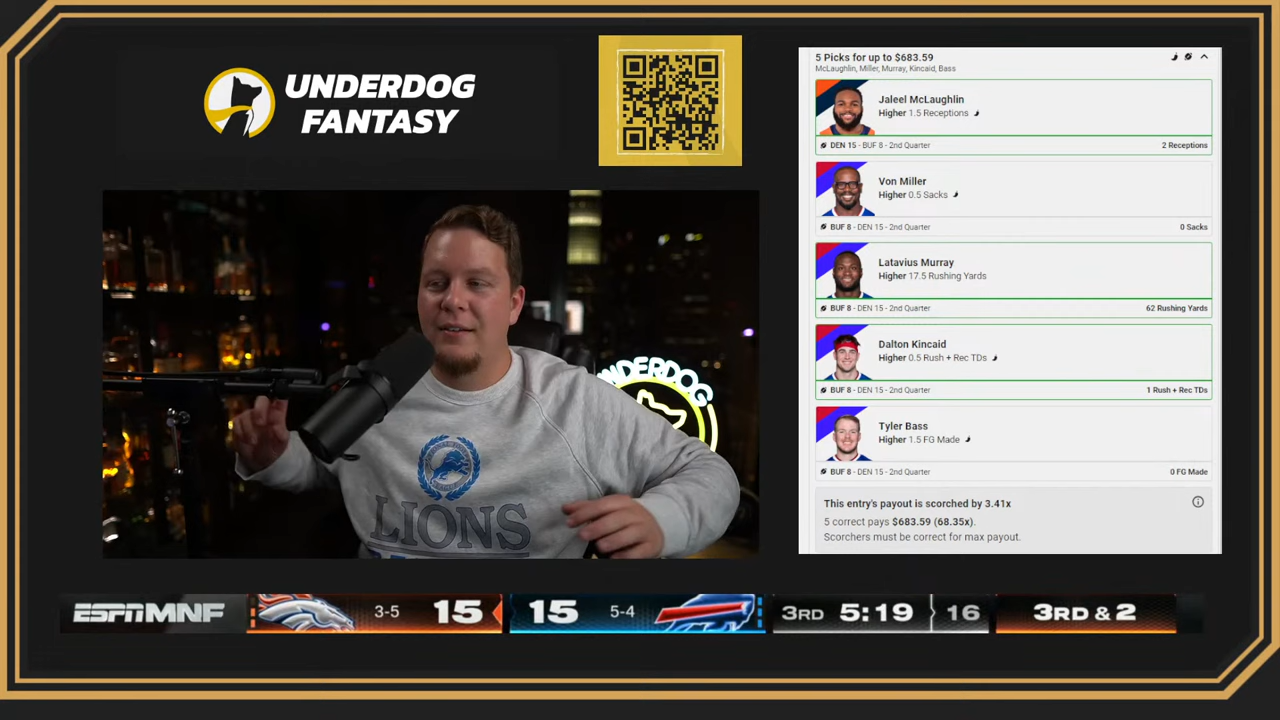 UNDERDOG
FANTASY
5 Picks for up to $683.59
McLaughlin, Miller, Murray, Kincaid, Bass
Jaleel McLaughlin
Higher 1.5 Receptions
DEN 15 - BUF 8 - 2nd Quarter
2 Receptions
Von Miller
Higher 0.5 Sacks
BUF 8 - DEN 15 - 2nd Quarter
0 Sacks
Latavius Murray
Higher 17.5 Rushing Yards
BUF 8 - DEN 15 - 2nd Quarter
62 Rushing Yards
Dalton Kincaid
Higher 0.5 Rush + Rec TDs
BUF 8 - DEN 15 - 2nd Quarter
1 Rush + Rec TDs
Tyler Bass
Higher 1.5 FG Made
BUF 8 - DEN 15 - 2nd Quarter
0 FG Made
This entry's payout is scorched by 3.41x
5 correct pays $683.59 (68.35x).
Scorchers must be correct for max payout.
UNDERDOG
LIONS
ESPN MNF
3-5
15
15
5-4
3RD
5:19
16
3RD & 2